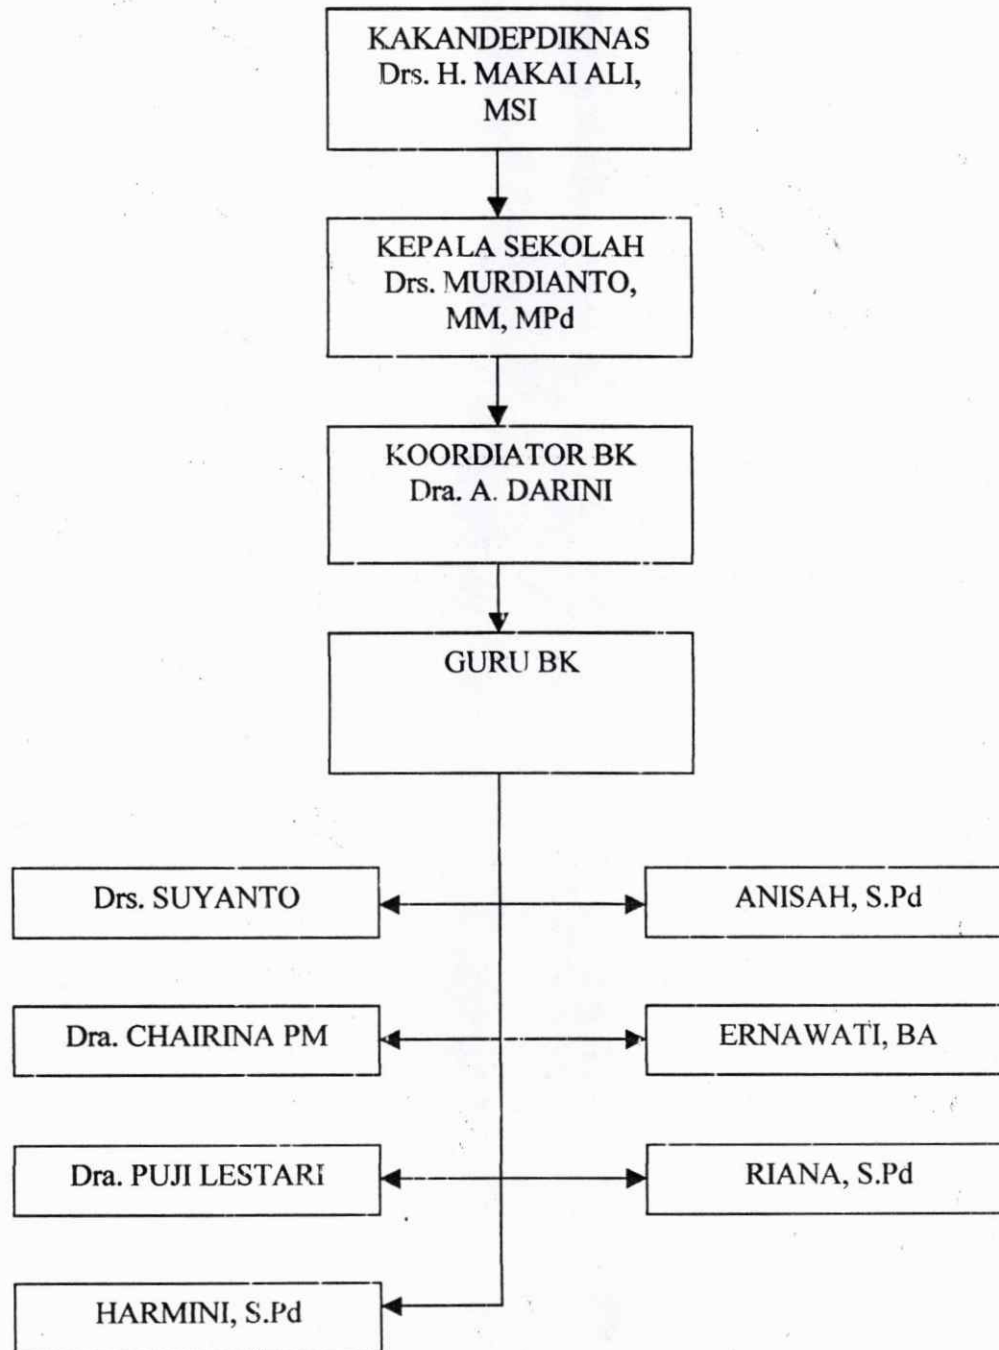 KAKANDEPDIKNAS
Drs. H. MAKAI ALI,
MSI
KEPALA SEKOLAH
Drs. MURDIANTO,
MM, MPd
KOORDIATOR BK
Dra. A. DARINI
GURU BK
Drs. SUYANTO
ANISAH, S.Pd
Dra. CHAIRINA PM
ERNAWATI, BA
Dra. PUJI LESTARI
RIANA, S.Pd
HARMINI, S.Pd